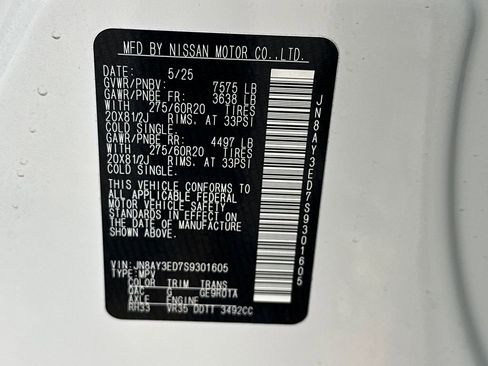 MFD BY NISSAN MOTOR CO.,LTD.
DATE: 5/25
GVWR/PNBV: 7575 LB
GAWR/PNBE FR: 3638 LB
WITH 275/60R20 TIRES
20X81/2J RIMS. AT 33PSI
COLD SINGLE.
GAWR/PNBE RR: 4497 LB
WITH 275/60R20 TIRES
20X81/2J RIMS. AT 33PSI
COLD SINGLE.
THIS VEHICLE CONFORMS TO
ALL APPLICABLE FEDERAL
MOTOR VEHICLE SAFETY
STANDARDS IN EFFECT ON
THE DATE OF MANUFACTURE
SHOWN ABOVE.
VIN: JN8AY3ED7S9301605
TYPE: MPV
COLOR TRIM TRANS
QAC G GE9R01A
AXLE ENGINE
RH33 VR35 DDTT 3492CC
JN8AY3ED7S9301605